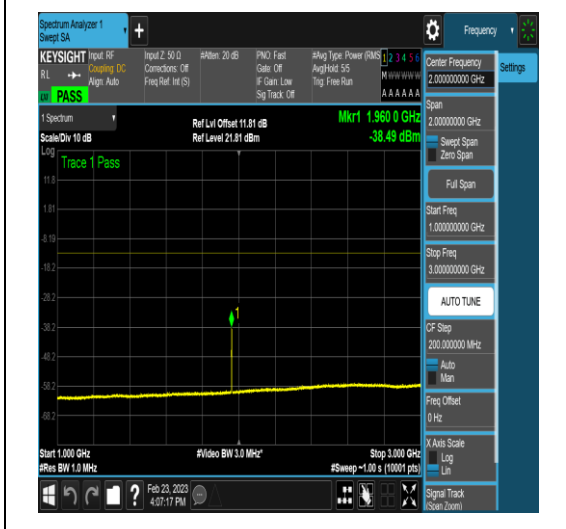 Spectrum Analyzer 1
Swept SA
+
Frequency
KEYSIGHT
Input: RF
Input Z: 50 Ω
#Atten: 20 dB
PNO: Fast
#Avg Type: Power (RMS
1 2 3 4 5 6
RL
Coupling: DC
Corrections: Off
Gate: Off
Avg|Hold: 5/5
M W W W W W
Align: Auto
Freq Ref: Int (S)
IF Gain: Low
Trig: Free Run
Sig Track: Off
A A A A A A
PASS
1 Spectrum
Ref Lvl Offset 11.81 dB
Mkr1 1.960 0 GHz
Scale/Div 10 dB
Ref Level 21.81 dBm
-38.49 dBm
Log
Trace 1 Pass
11.8
1.81
-8.19
-18.2
-28.2
1
-38.2
-48.2
-58.2
-68.2
Start 1.000 GHz
#Video BW 3.0 MHz*
Stop 3.000 GHz
#Res BW 1.0 MHz
#Sweep ~1.00 s (10001 pts)
?
Feb 23, 2023
4:07:17 PM
Center Frequency
2.000000000 GHz
Settings
Span
2.00000000 GHz
Swept Span
Zero Span
Full Span
Start Freq
1.000000000 GHz
Stop Freq
3.000000000 GHz
AUTO TUNE
CF Step
200.000000 MHz
Auto
Man
Freq Offset
0 Hz
X Axis Scale
Log
Lin
Signal Track
(Span Zoom)